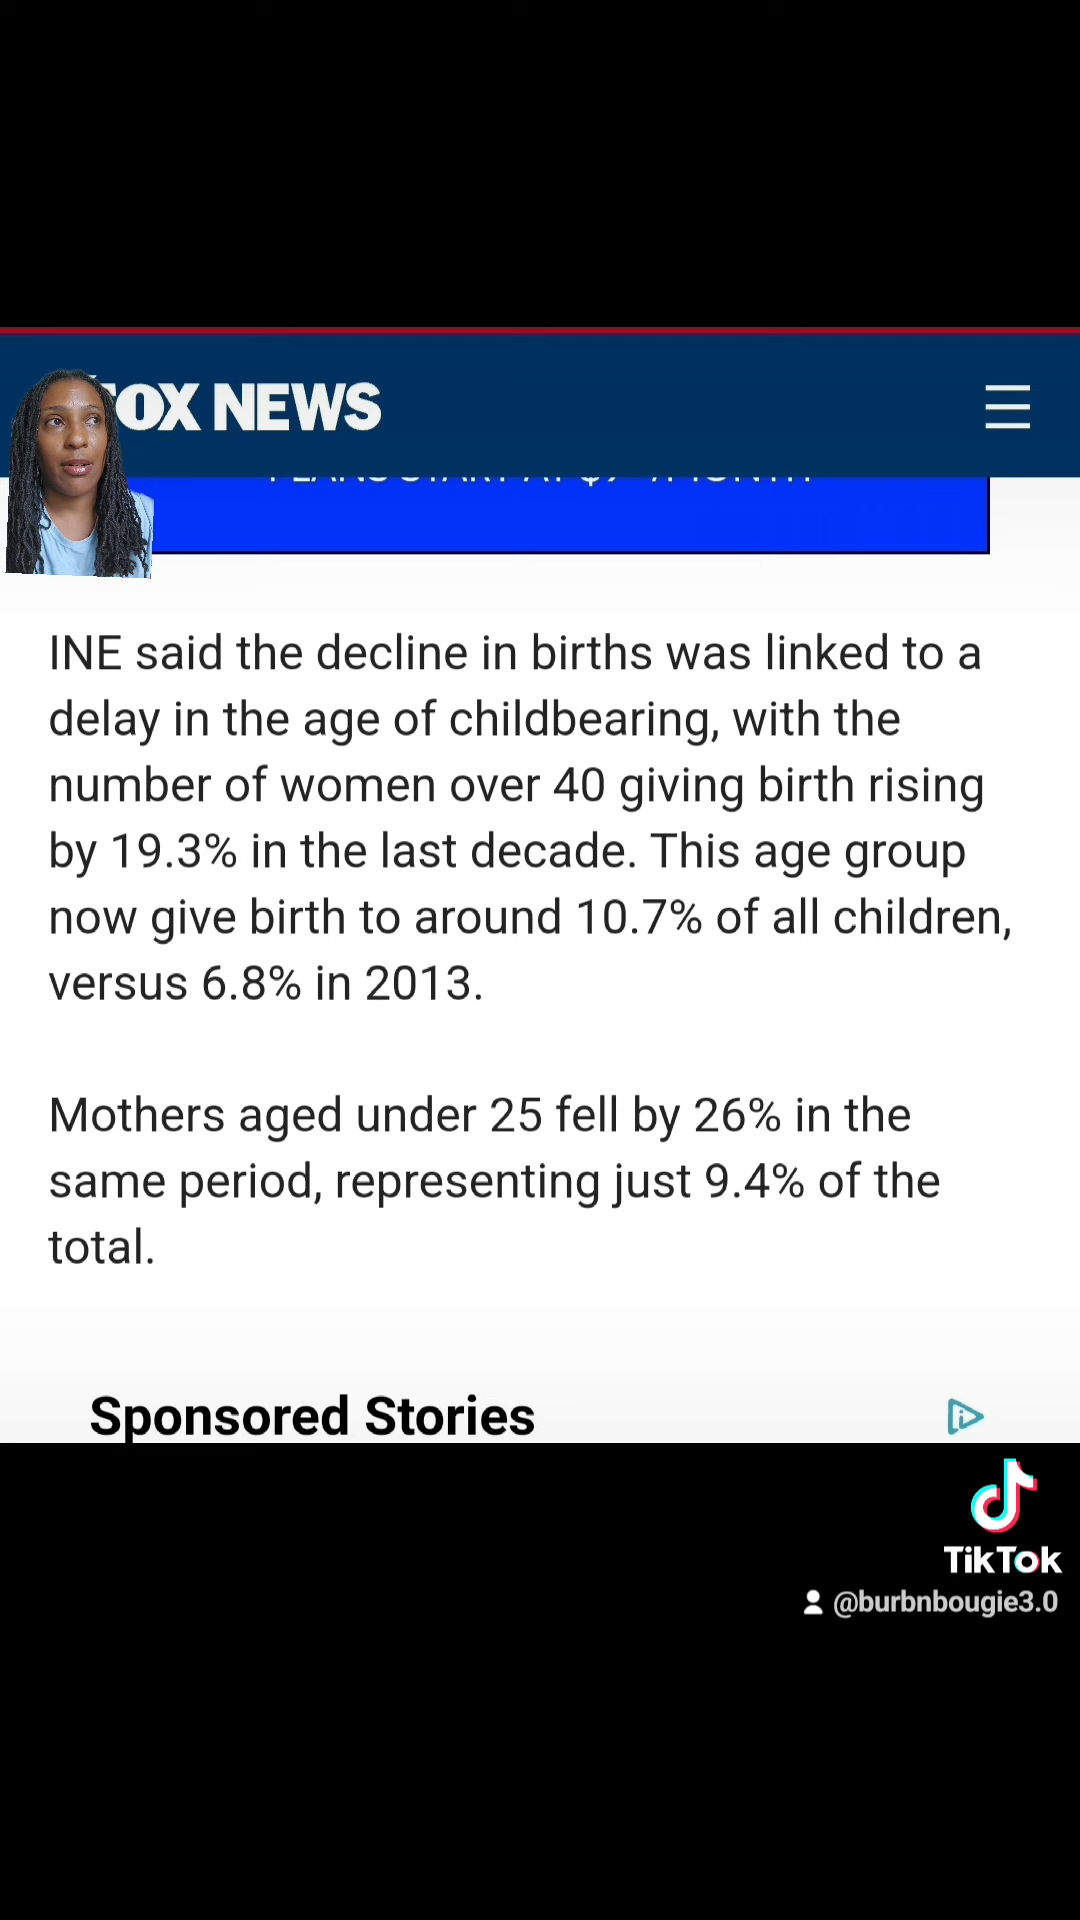 FOX NEWS
INE said the decline in births was linked to a
delay in the age of childbearing, with the
number of women over 40 giving birth rising
by 19.3% in the last decade. This age group
now give birth to around 10.7% of all children,
versus 6.8% in 2013.
Mothers aged under 25 fell by 26% in the
same period, representing just 9.4% of the
total.
Sponsored Stories
TikTok
@burbnbougie3.0